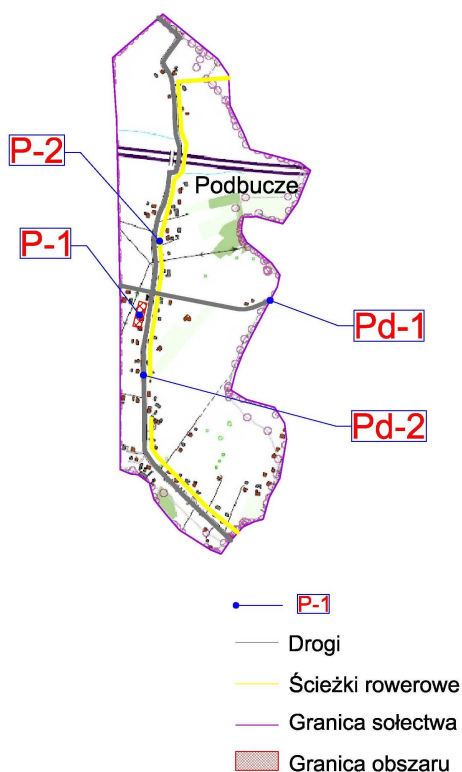 P-2
Podbucze
P-1
Pd-1
Pd-2
P-1
Drogi
Ścieżki rowerowe
Granica sołectwa
Granica obszaru